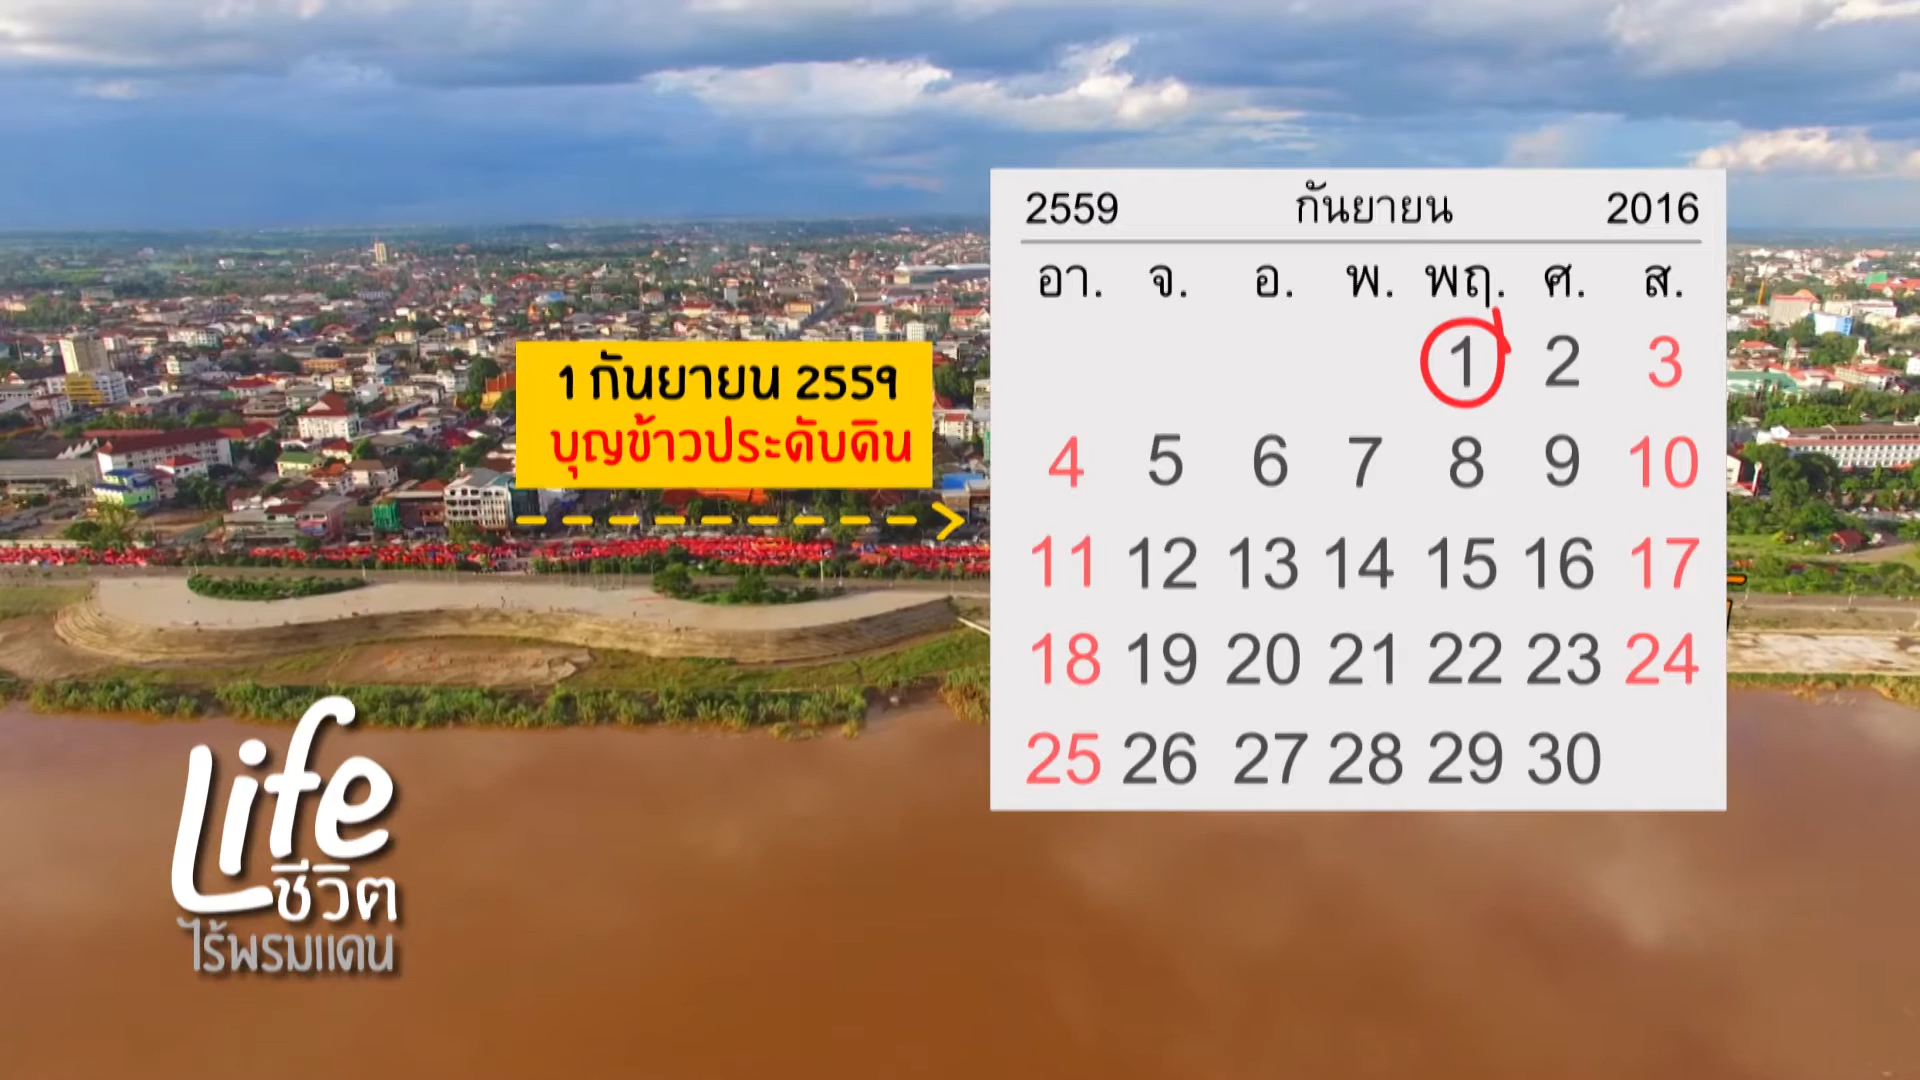 2559 กันยายน 2016
อา. จ. อ. พ. พฤ. ศ. ส.
1 2 3
4 5 6 7 8 9 10
11 12 13 14 15 16 17
18 19 20 21 22 23 24
25 26 27 28 29 30
1 กันยายน 2559
บุญข้าวประดับดิน
Life
ชีวิต
ไร้พรมแดน